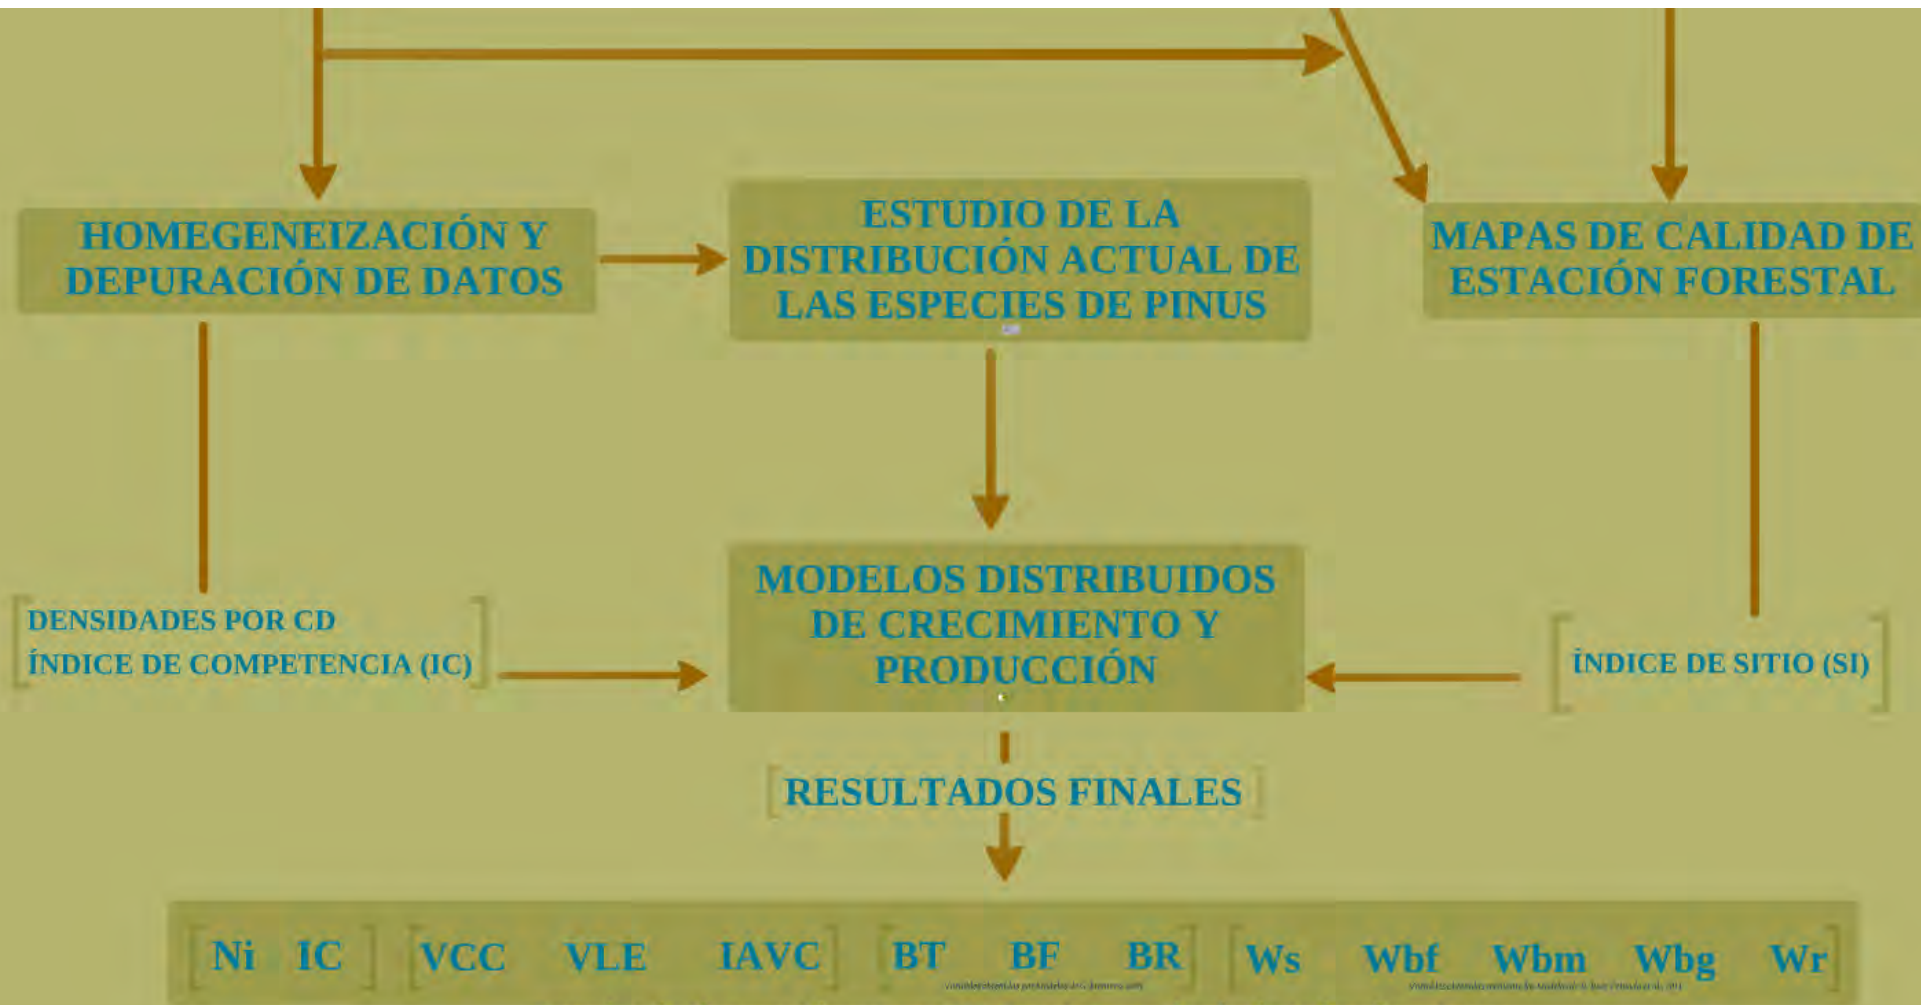 HOMEGENEIZACIÓN Y
DEPURACIÓN DE DATOS
ESTUDIO DE LA
DISTRIBUCIÓN ACTUAL DE
LAS ESPECIES DE PINUS
MAPAS DE CALIDAD DE
ESTACIÓN FORESTAL
DENSIDADES POR CD
ÍNDICE DE COMPETENCIA (IC)
MODELOS DISTRIBUIDOS
DE CRECIMIENTO Y
PRODUCCIÓN
ÍNDICE DE SITIO (SI)
RESULTADOS FINALES
Ni IC VCC VLE IAVC BT BF BR Ws Wbf Wbm Wbg Wr